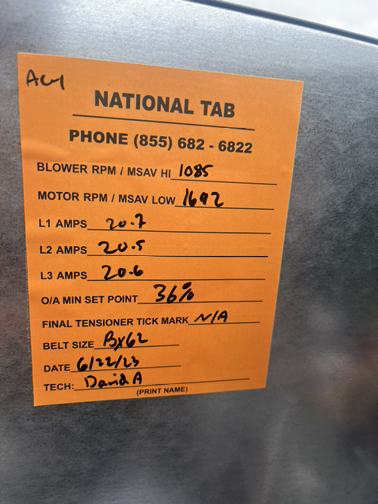 AC-1
NATIONAL TAB
PHONE (855) 682 - 6822
BLOWER RPM / MSAV HI 1085
MOTOR RPM / MSAV LOW 1692
L1 AMPS 20.7
L2 AMPS 20.5
L3 AMPS 20.6
O/A MIN SET POINT 36%
FINAL TENSIONER TICK MARK N/A
BELT SIZE Bx62
DATE 6/22/23
TECH: David A
(PRINT NAME)